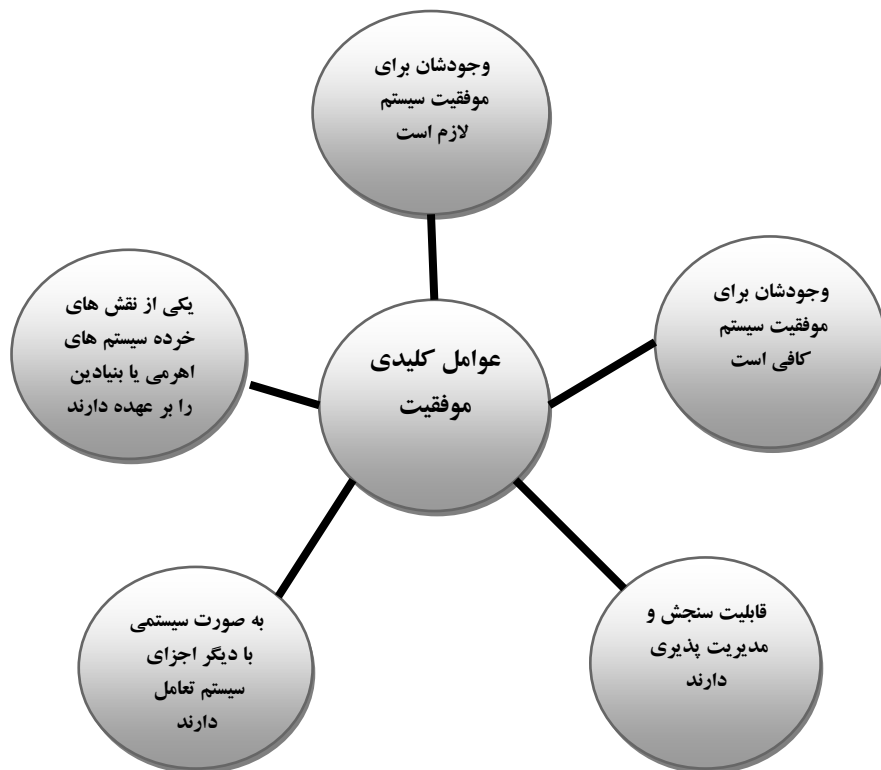 وجودشان برای
موفقیت سیستم
لازم است
وجودشان برای
موفقیت سیستم
کافی است
یکی از نقش های
خرده سیستم های
اهرمی یا بنیادین
را بر عهده دارند
عوامل کلیدی
موفقیت
قابلیت سنجش و
مدیریت پذیری
دارند
به صورت سیستمی
با دیگر اجزای
سیستم تعامل
دارند